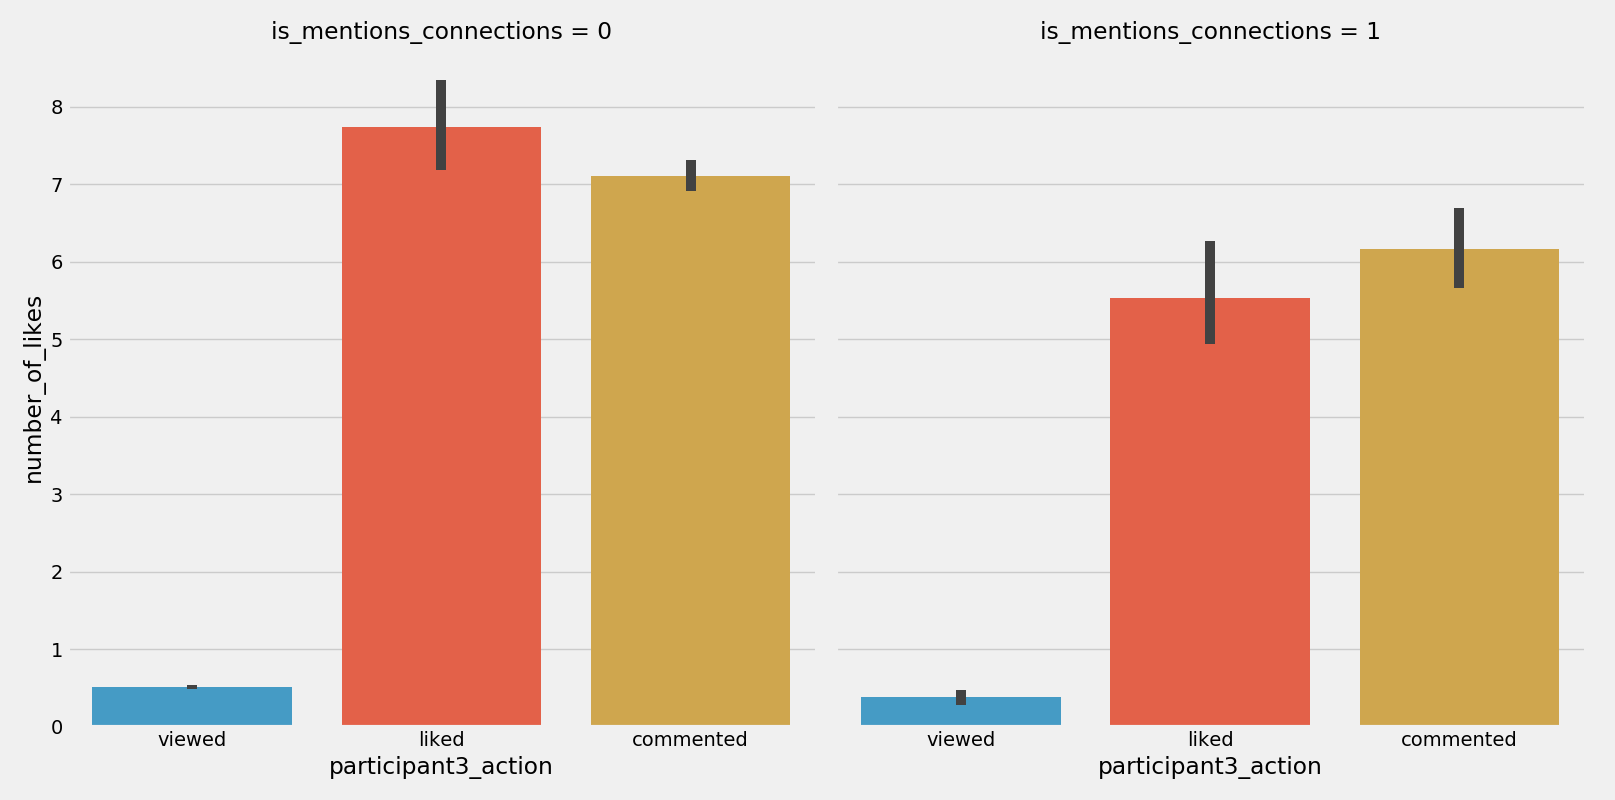 is_mentions_connections = 0
is_mentions_connections = 1
number_of_likes
8
7
6
5
4
3
2
1
0
viewed liked commented
viewed liked commented
participant3_action
participant3_action